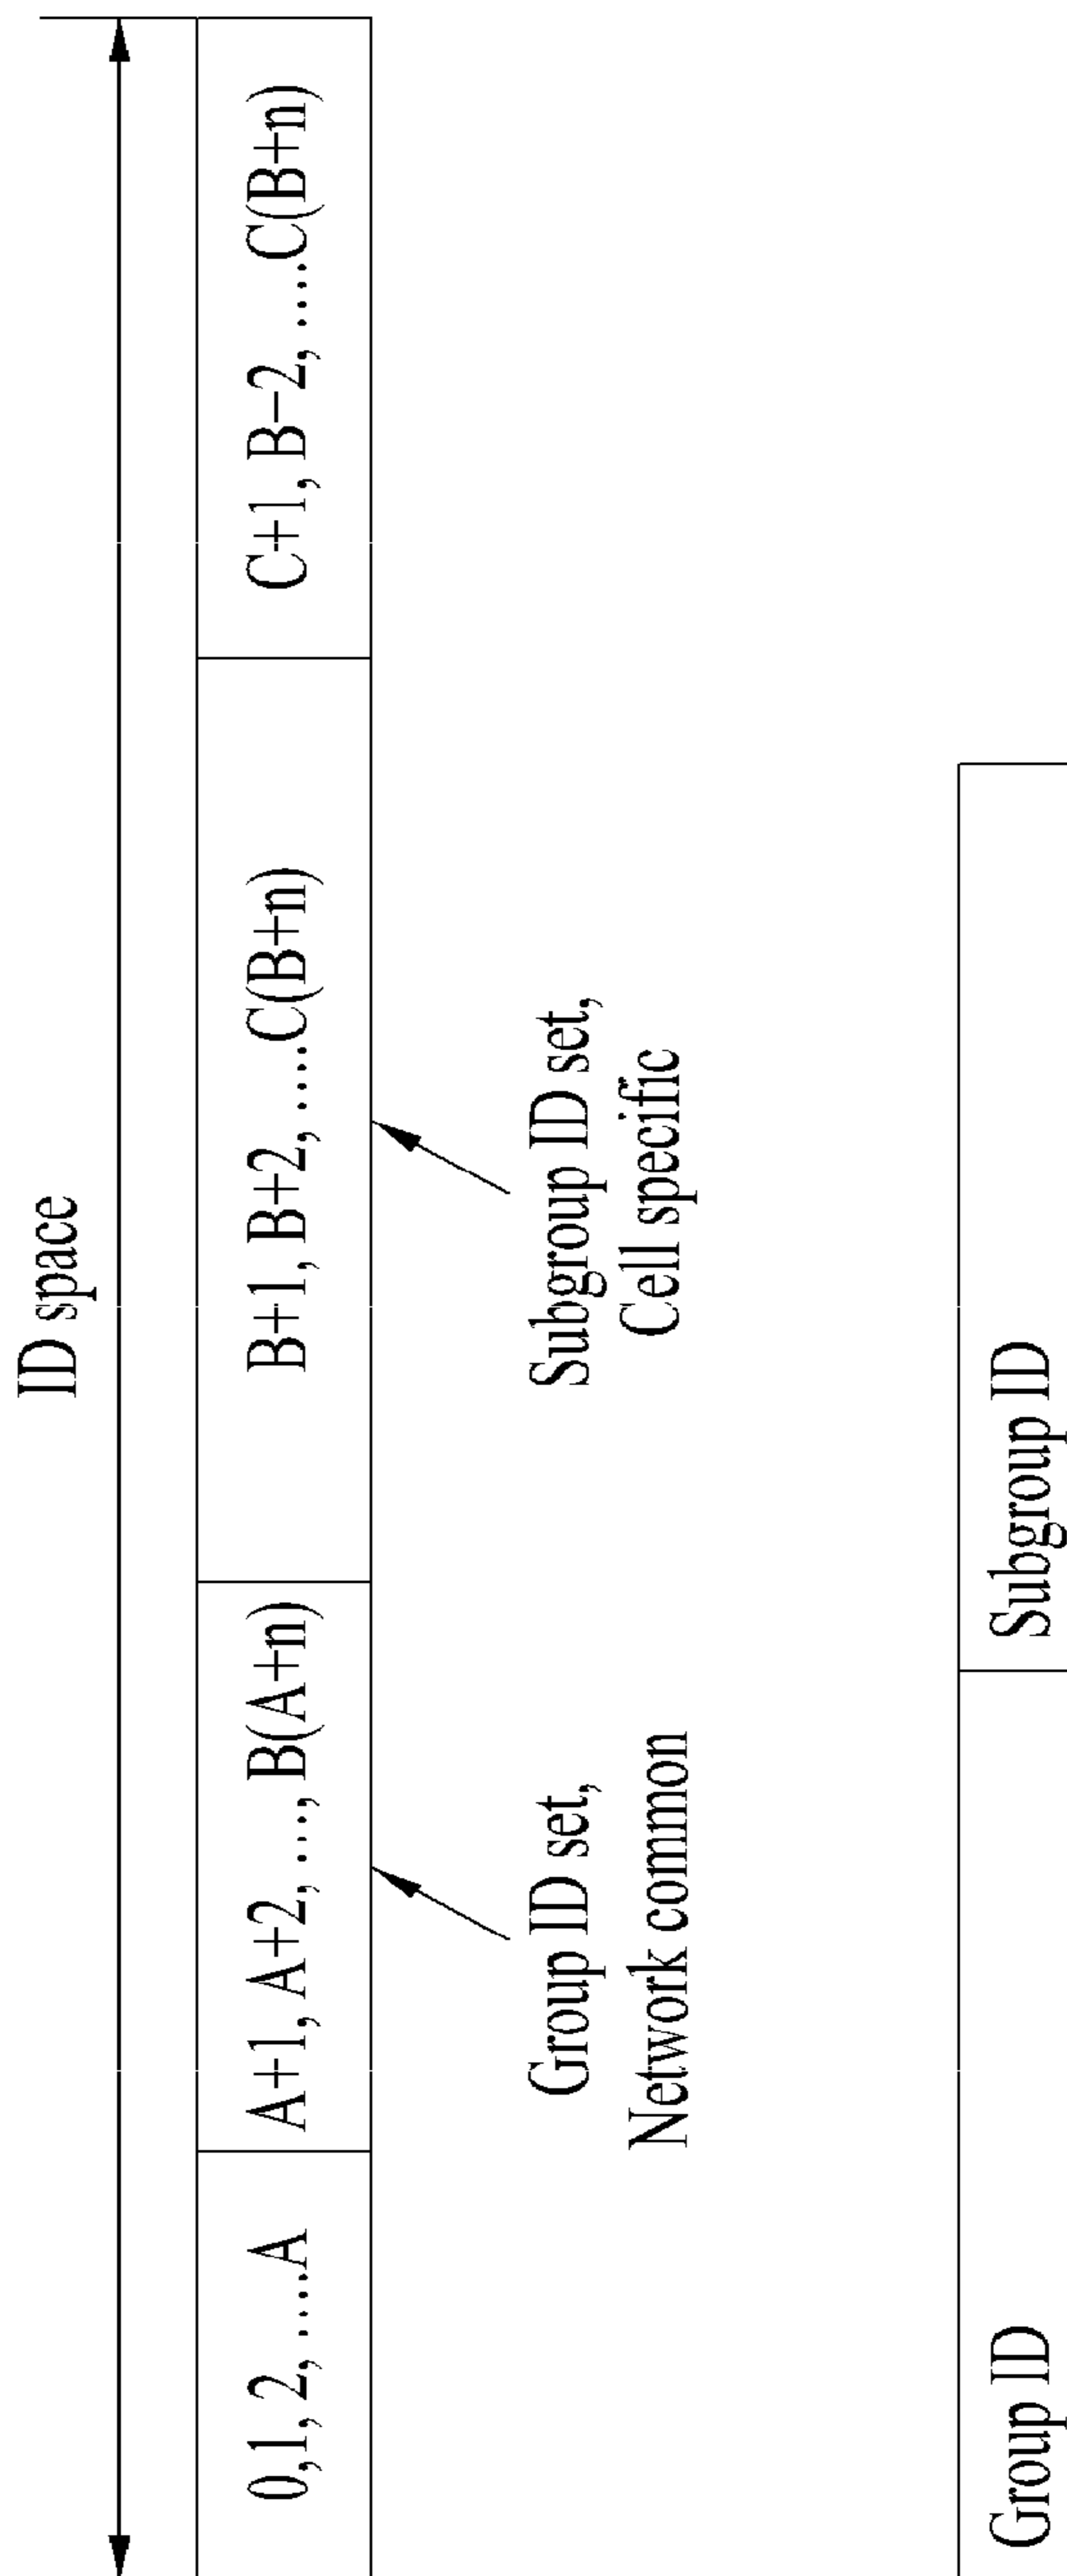 ID space
0,1, 2, ....A
A+1, A+2, ...., B(A+n)
B+1, B+2, ....C(B+n)
C+1, B−2, ....C(B+n)
Group ID set,
Network common
Subgroup ID set,
Cell specific
Group ID
Subgroup ID